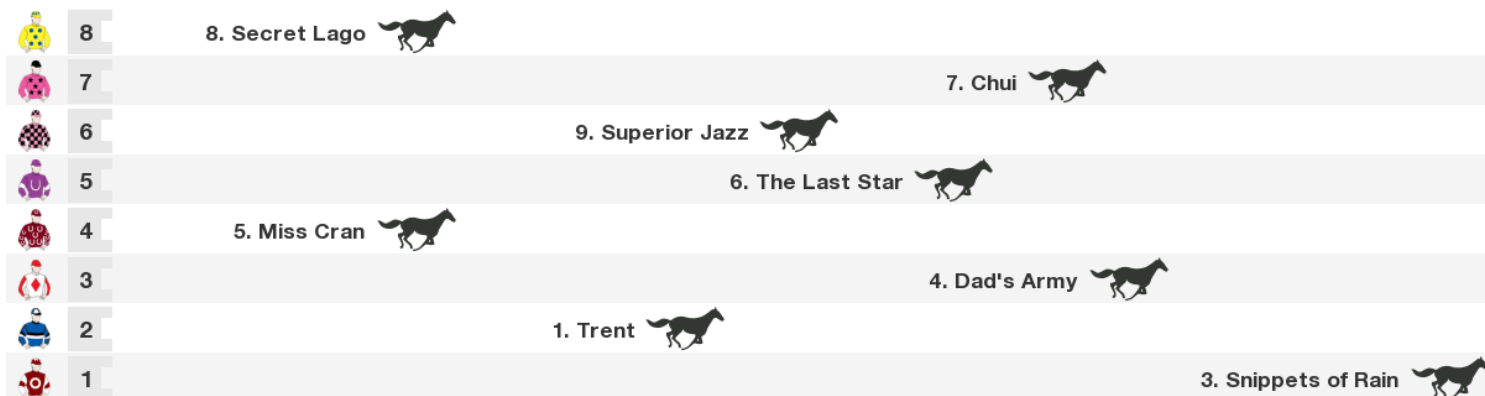 8 8. Secret Lago
7 7. Chui
6 9. Superior Jazz
5 6. The Last Star
4 5. Miss Cran
3 4. Dad's Army
2 1. Trent
1 3. Snippets of Rain